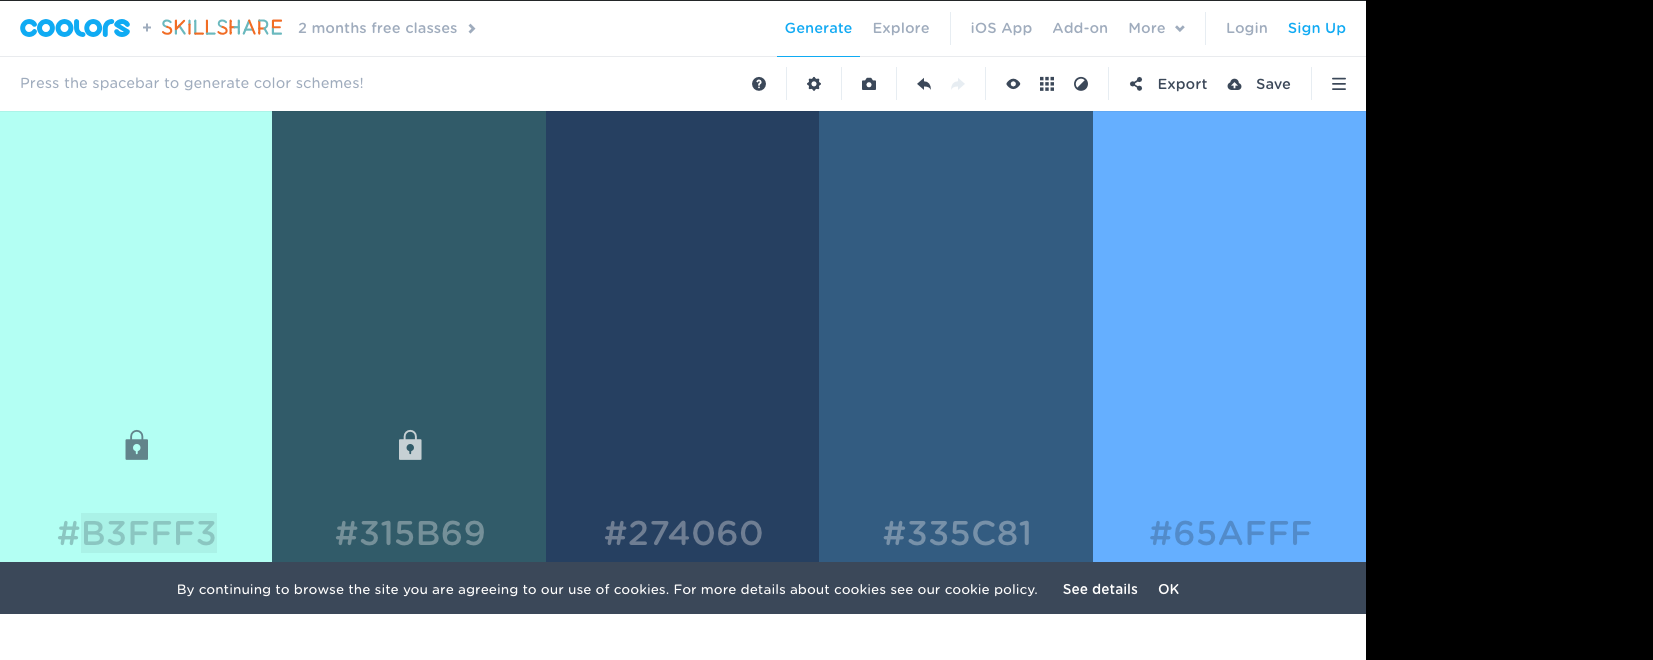 coolors + SKILLSHARE 2 months free classes Generate Explore iOS App Add-on More Login Sign Up
Press the spacebar to generate color schemes! Export Save
#B3FFF3 #315B69 #274060 #335C81 #65AFFF
By continuing to browse the site you are agreeing to our use of cookies. For more details about cookies see our cookie policy. See details OK